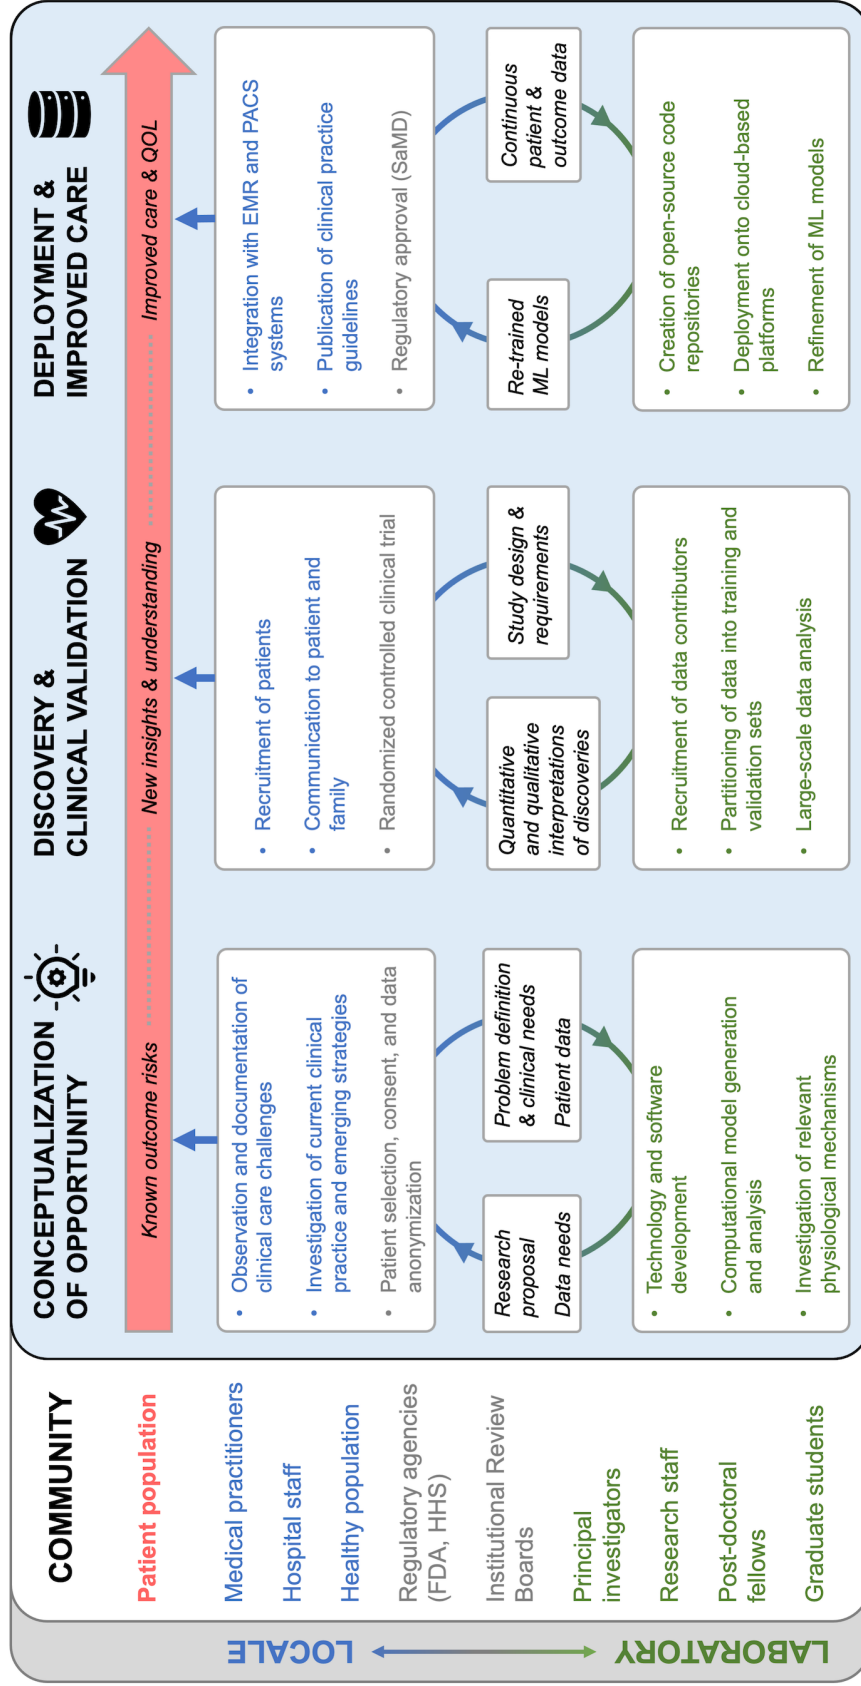 COMMUNITY
Patient population
Medical practitioners
Hospital staff
Healthy population
Regulatory agencies
(FDA, HHS)
Institutional Review
Boards
Principal
investigators
Research staff
Post-doctoral
fellows
Graduate students
LOCALE
LABORATORY
CONCEPTUALIZATION
OF OPPORTUNITY
DISCOVERY &
CLINICAL VALIDATION
DEPLOYMENT &
IMPROVED CARE
Known outcome risks
New insights & understanding
Improved care & QOL
• Observation and documentation of
clinical care challenges
• Investigation of current clinical
practice and emerging strategies
• Patient selection, consent, and data
anonymization
Research
proposal
Data needs
Problem definition
& clinical needs
Patient data
• Technology and software
development
• Computational model generation
and analysis
• Investigation of relevant
physiological mechanisms
• Recruitment of patients
• Communication to patient and
family
• Randomized controlled clinical trial
Quantitative
and qualitative
interpretations
of discoveries
Study design &
requirements
• Recruitment of data contributors
• Partitioning of data into training and
validation sets
• Large-scale data analysis
• Integration with EMR and PACS
systems
• Publication of clinical practice
guidelines
• Regulatory approval (SaMD)
Re-trained
ML models
Continuous
patient &
outcome data
• Creation of open-source code
repositories
• Deployment onto cloud-based
platforms
• Refinement of ML models